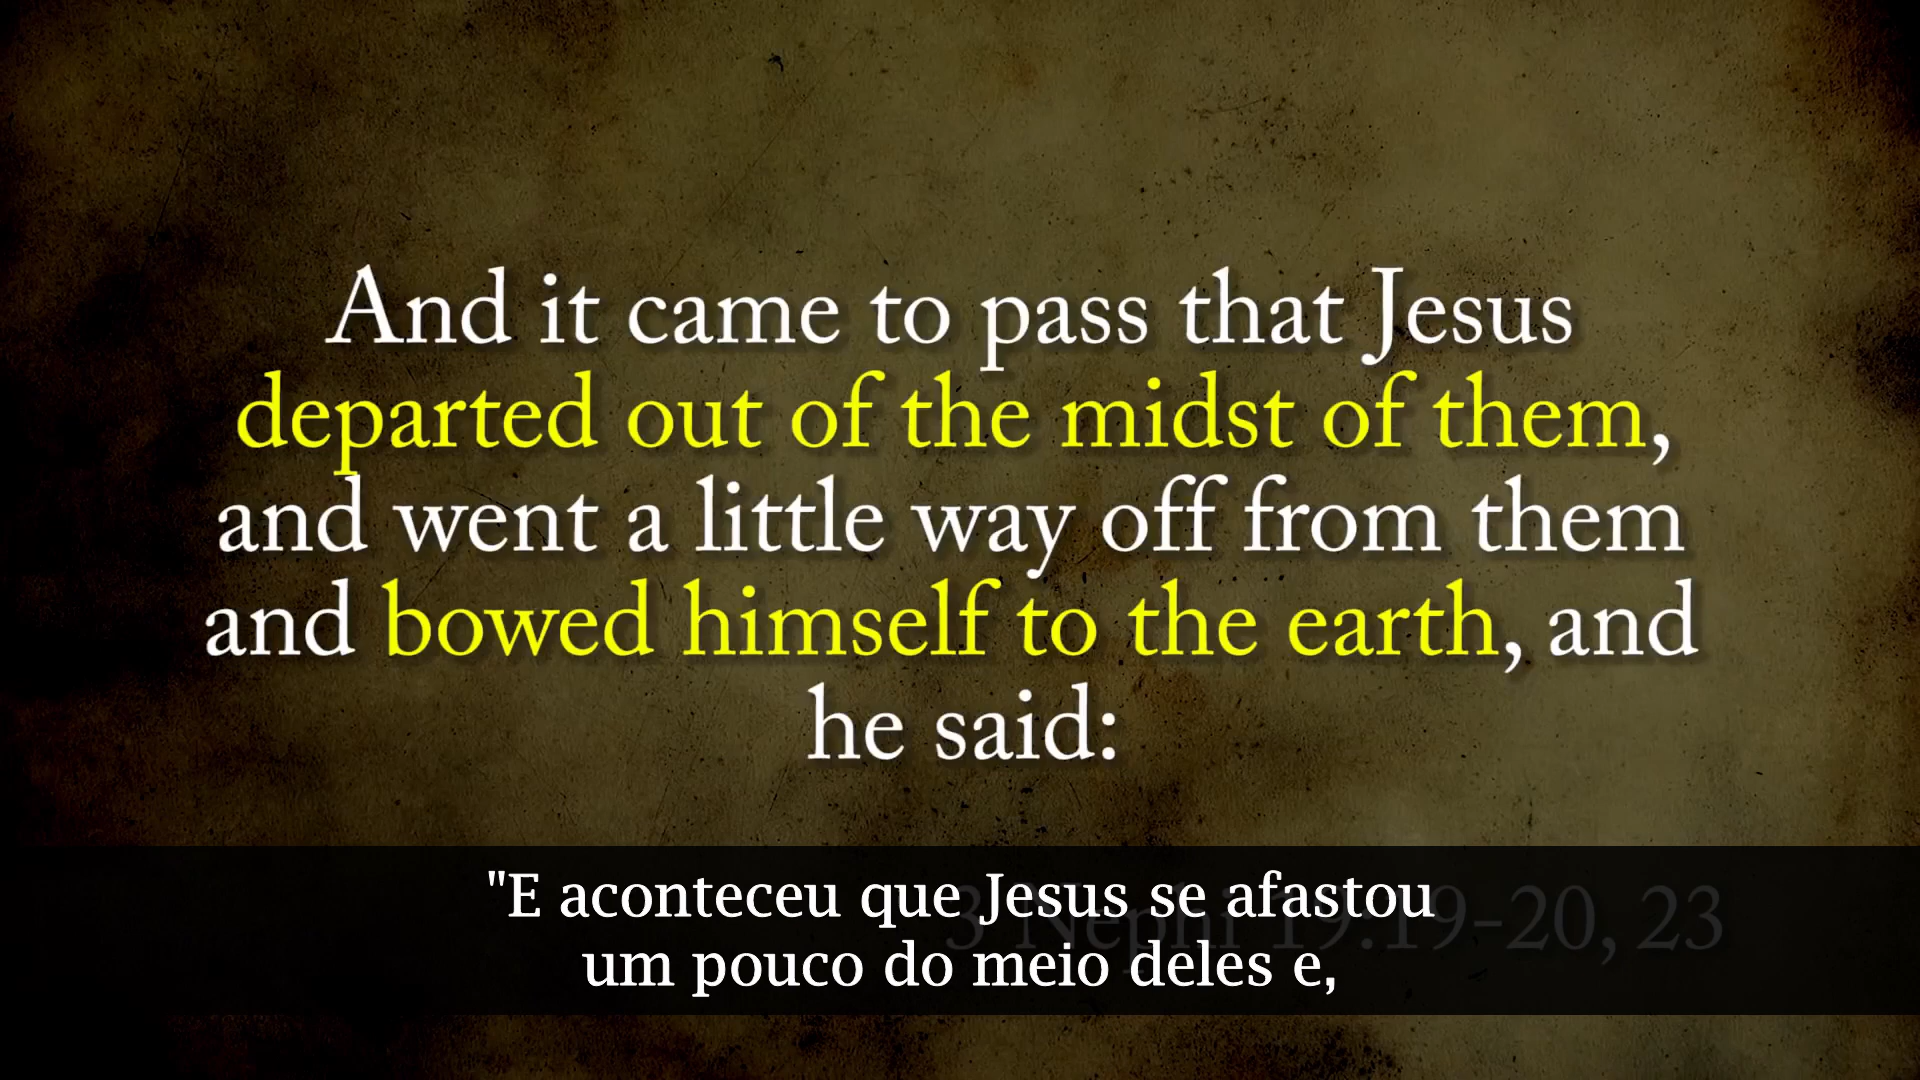 And it came to pass that Jesus
departed out of the midst of them,
and went a little way off from them
and bowed himself to the earth, and
he said:
3 Nephi 19:19-20, 23
"E aconteceu que Jesus se afastou
um pouco do meio deles e,